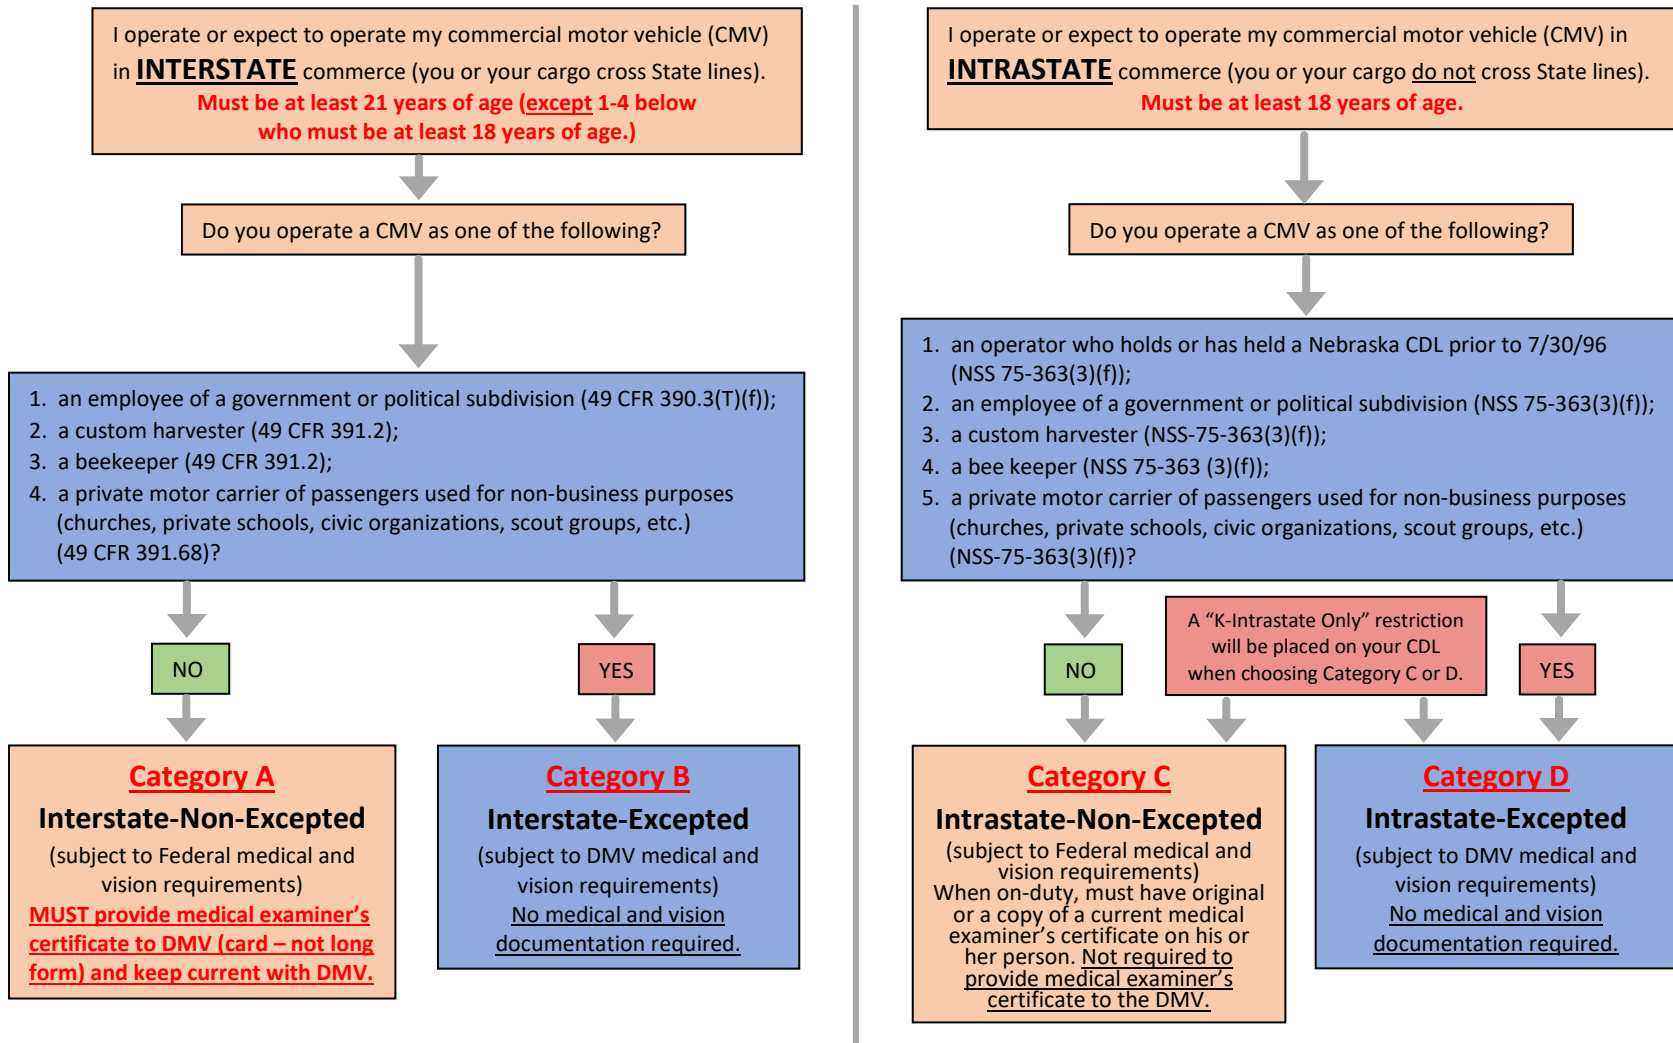 I operate or expect to operate my commercial motor vehicle (CMV)
in INTERSTATE commerce (you or your cargo cross State lines).
Must be at least 21 years of age (except 1-4 below
who must be at least 18 years of age.)
Do you operate a CMV as one of the following?
1. an employee of a government or political subdivision (49 CFR 390.3(T)(f));
2. a custom harvester (49 CFR 391.2);
3. a beekeeper (49 CFR 391.2);
4. a private motor carrier of passengers used for non-business purposes
(churches, private schools, civic organizations, scout groups, etc.)
(49 CFR 391.68)?
NO
YES
Category A
Interstate-Non-Excepted
(subject to Federal medical and
vision requirements)
MUST provide medical examiner's
certificate to DMV (card – not long
form) and keep current with DMV.
Category B
Interstate-Excepted
(subject to DMV medical and
vision requirements)
No medical and vision
documentation required.
I operate or expect to operate my commercial motor vehicle (CMV) in
INTRASTATE commerce (you or your cargo do not cross State lines).
Must be at least 18 years of age.
Do you operate a CMV as one of the following?
1. an operator who holds or has held a Nebraska CDL prior to 7/30/96
(NSS 75-363(3)(f));
2. an employee of a government or political subdivision (NSS 75-363(3)(f));
3. a custom harvester (NSS-75-363(3)(f));
4. a bee keeper (NSS 75-363 (3)(f));
5. a private motor carrier of passengers used for non-business purposes
(churches, private schools, civic organizations, scout groups, etc.)
(NSS-75-363(3)(f))?
NO
A “K-Intrastate Only” restriction
will be placed on your CDL
when choosing Category C or D.
YES
Category C
Intrastate-Non-Excepted
(subject to Federal medical and
vision requirements)
When on-duty, must have original
or a copy of a current medical
examiner's certificate on his or
her person. Not required to
provide medical examiner's
certificate to the DMV.
Category D
Intrastate-Excepted
(subject to DMV medical and
vision requirements)
No medical and vision
documentation required.